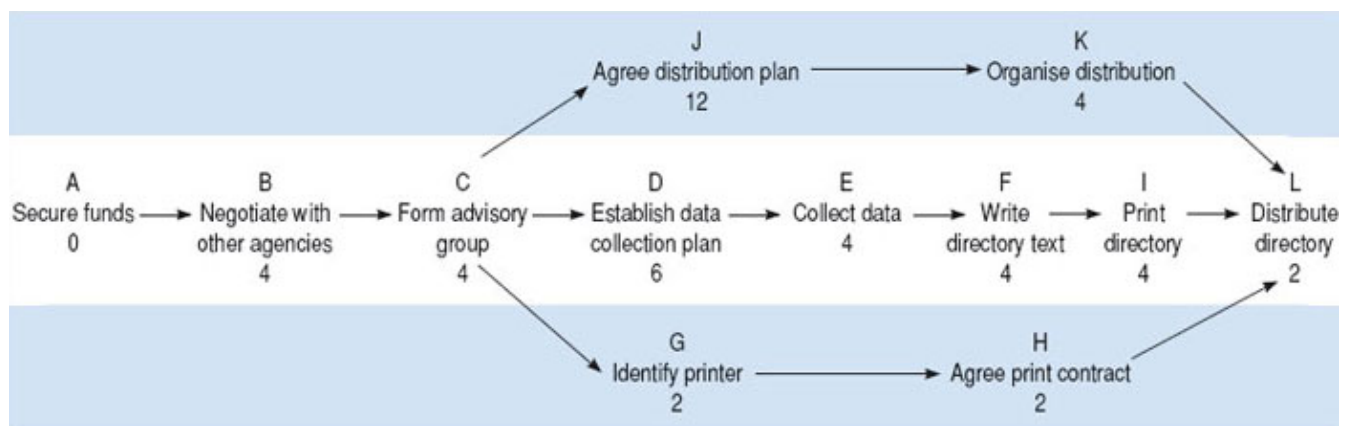 J
Agree distribution plan
12
K
Organise distribution
4
A
Secure funds
0
B
Negotiate with
other agencies
4
C
Form advisory
group
4
D
Establish data
collection plan
6
E
Collect data
4
F
Write
directory text
4
I
Print
directory
4
L
Distribute
directory
2
G
Identify printer
2
H
Agree print contract
2